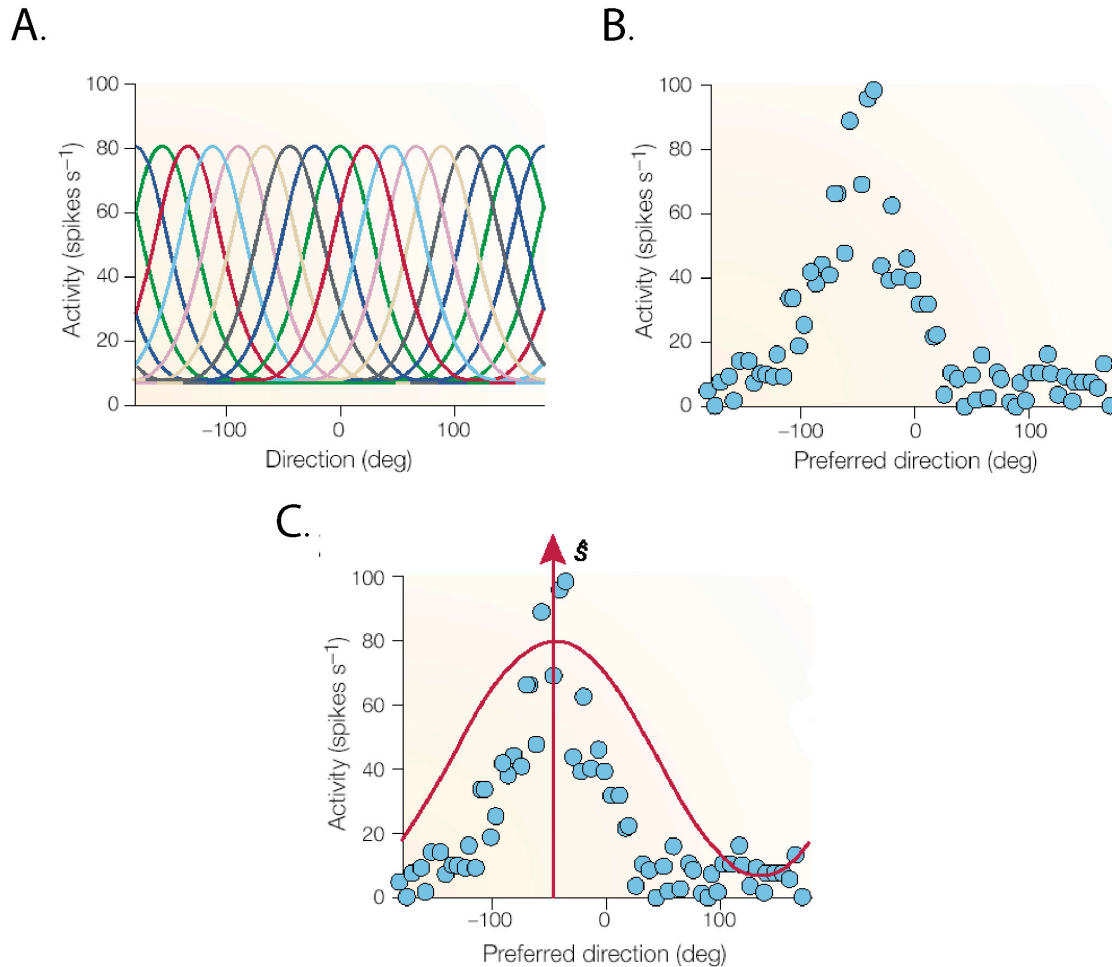 A.
100
80
60
40
20
0
Activity (spikes s⁻¹)
−100 0 100
Direction (deg)
B.
100
80
60
40
20
0
Activity (spikes s⁻¹)
−100 0 100
Preferred direction (deg)
C.
ŝ
100
80
60
40
20
0
Activity (spikes s⁻¹)
−100 0 100
Preferred direction (deg)